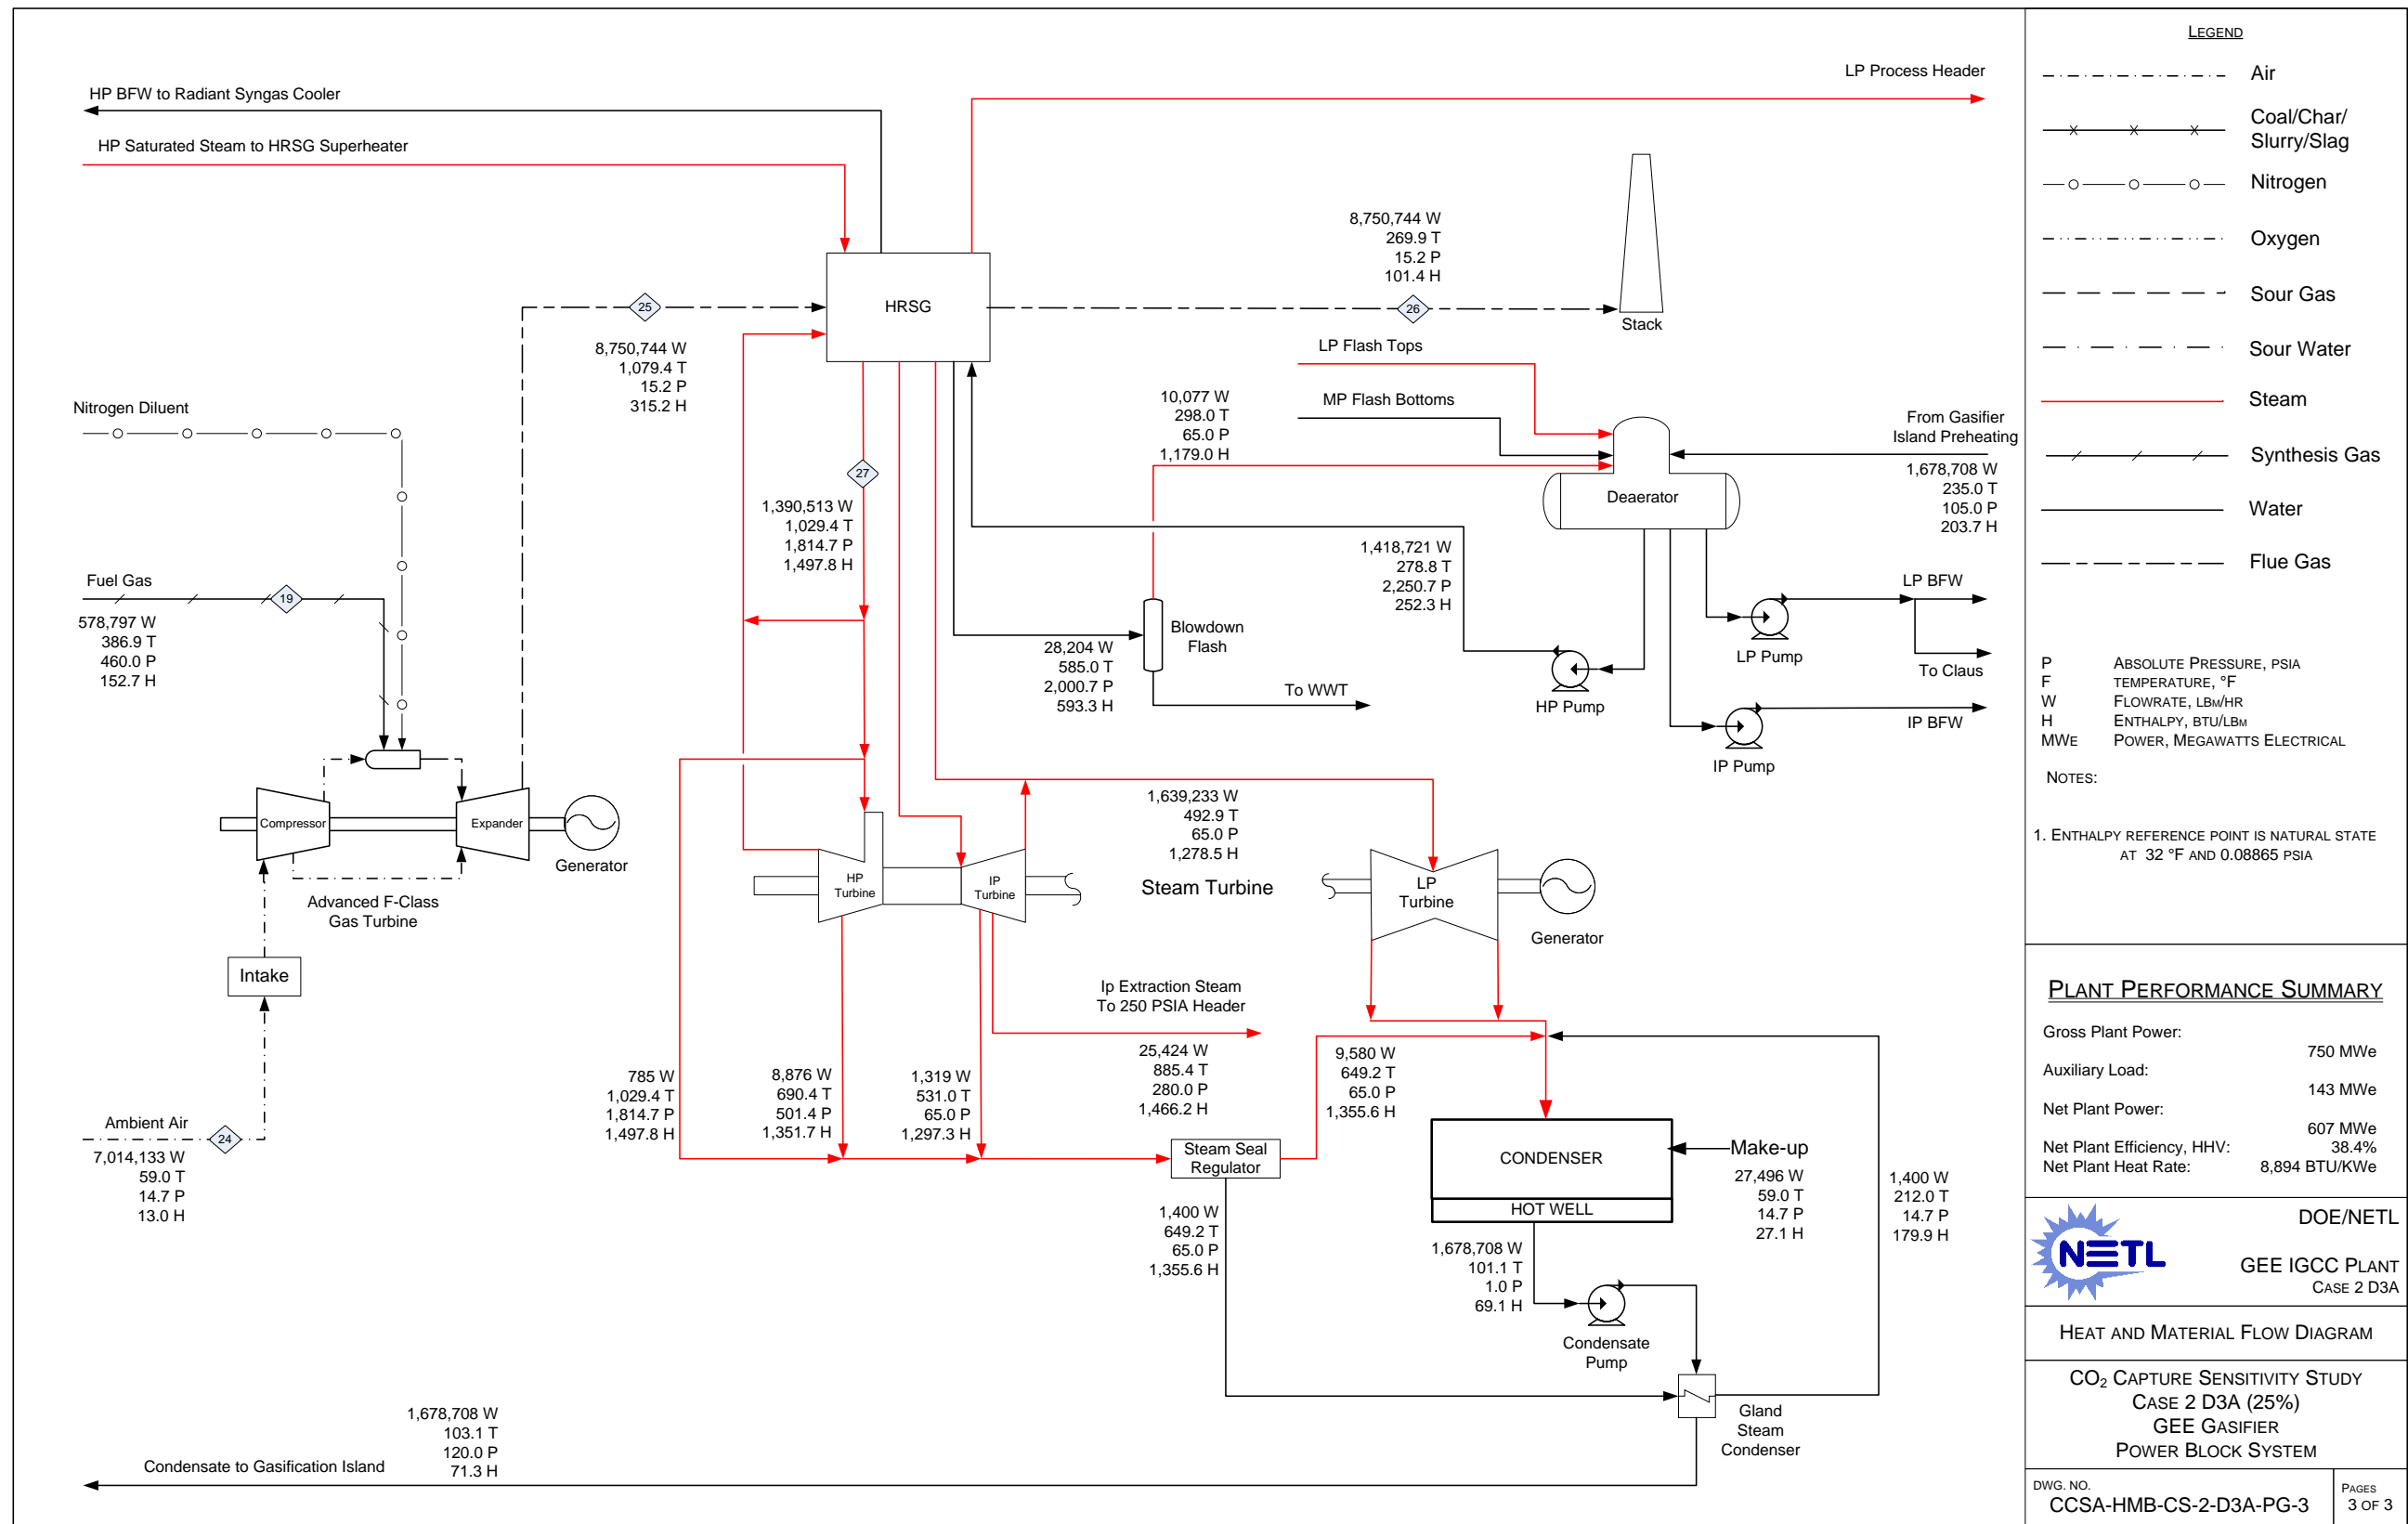 HP BFW to Radiant Syngas Cooler
HP Saturated Steam to HRSG Superheater
LP Process Header
HRSG
25
8,750,744 W
1,079.4 T
15.2 P
315.2 H
8,750,744 W
269.9 T
15.2 P
101.4 H
26
Stack
LP Flash Tops
MP Flash Bottoms
10,077 W
298.0 T
65.0 P
1,179.0 H
From Gasifier
Island Preheating
1,678,708 W
235.0 T
105.0 P
203.7 H
Deaerator
Nitrogen Diluent
27
1,390,513 W
1,029.4 T
1,814.7 P
1,497.8 H
1,418,721 W
278.8 T
2,250.7 P
252.3 H
Fuel Gas
19
578,797 W
386.9 T
460.0 P
152.7 H
Blowdown
Flash
28,204 W
585.0 T
2,000.7 P
593.3 H
To WWT
HP Pump
LP Pump
LP BFW
To Claus
IP BFW
IP Pump
Compressor
Expander
Generator
Advanced F-Class
Gas Turbine
Intake
Ambient Air
24
7,014,133 W
59.0 T
14.7 P
13.0 H
1,639,233 W
492.9 T
65.0 P
1,278.5 H
HP
Turbine
IP
Turbine
Steam Turbine
LP
Turbine
Generator
Ip Extraction Steam
To 250 PSIA Header
25,424 W
885.4 T
280.0 P
1,466.2 H
785 W
1,029.4 T
1,814.7 P
1,497.8 H
8,876 W
690.4 T
501.4 P
1,351.7 H
1,319 W
531.0 T
65.0 P
1,297.3 H
9,580 W
649.2 T
65.0 P
1,355.6 H
Steam Seal
Regulator
1,400 W
649.2 T
65.0 P
1,355.6 H
CONDENSER
HOT WELL
Make-up
27,496 W
59.0 T
14.7 P
27.1 H
1,400 W
212.0 T
14.7 P
179.9 H
1,678,708 W
101.1 T
1.0 P
69.1 H
Condensate
Pump
Gland
Steam
Condenser
1,678,708 W
103.1 T
120.0 P
71.3 H
Condensate to Gasification Island
LEGEND
Air
Coal/Char/
Slurry/Slag
Nitrogen
Oxygen
Sour Gas
Sour Water
Steam
Synthesis Gas
Water
Flue Gas
P ABSOLUTE PRESSURE, PSIA
F TEMPERATURE, °F
W FLOWRATE, LBM/HR
H ENTHALPY, BTU/LBM
MWE POWER, MEGAWATTS ELECTRICAL
NOTES:
1. ENTHALPY REFERENCE POINT IS NATURAL STATE
AT 32 °F AND 0.08865 PSIA
PLANT PERFORMANCE SUMMARY
Gross Plant Power:
750 MWe
Auxiliary Load:
143 MWe
Net Plant Power:
607 MWe
Net Plant Efficiency, HHV: 38.4%
Net Plant Heat Rate: 8,894 BTU/KWe
NETL
DOE/NETL
GEE IGCC PLANT
CASE 2 D3A
HEAT AND MATERIAL FLOW DIAGRAM
CO₂ CAPTURE SENSITIVITY STUDY
CASE 2 D3A (25%)
GEE GASIFIER
POWER BLOCK SYSTEM
DWG. NO.
CCSA-HMB-CS-2-D3A-PG-3
PAGES
3 OF 3